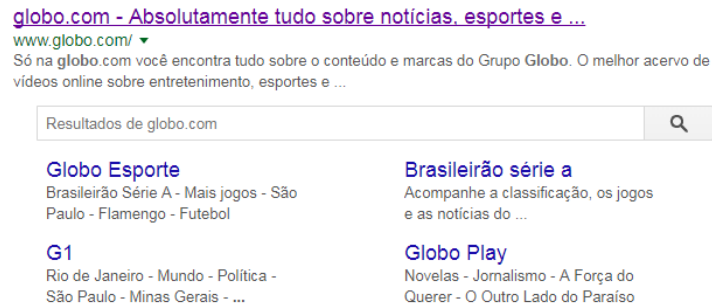 globo.com - Absolutamente tudo sobre notícias, esportes e ...
www.globo.com/
Só na globo.com você encontra tudo sobre o conteúdo e marcas do Grupo Globo. O melhor acervo de
vídeos online sobre entretenimento, esportes e ...
Resultados de globo.com
Globo Esporte
Brasileirão Série A - Mais jogos - São
Paulo - Flamengo - Futebol
Brasileirão série a
Acompanhe a classificação, os jogos
e as notícias do ...
G1
Rio de Janeiro - Mundo - Política -
São Paulo - Minas Gerais - ...
Globo Play
Novelas - Jornalismo - A Força do
Querer - O Outro Lado do Paraíso